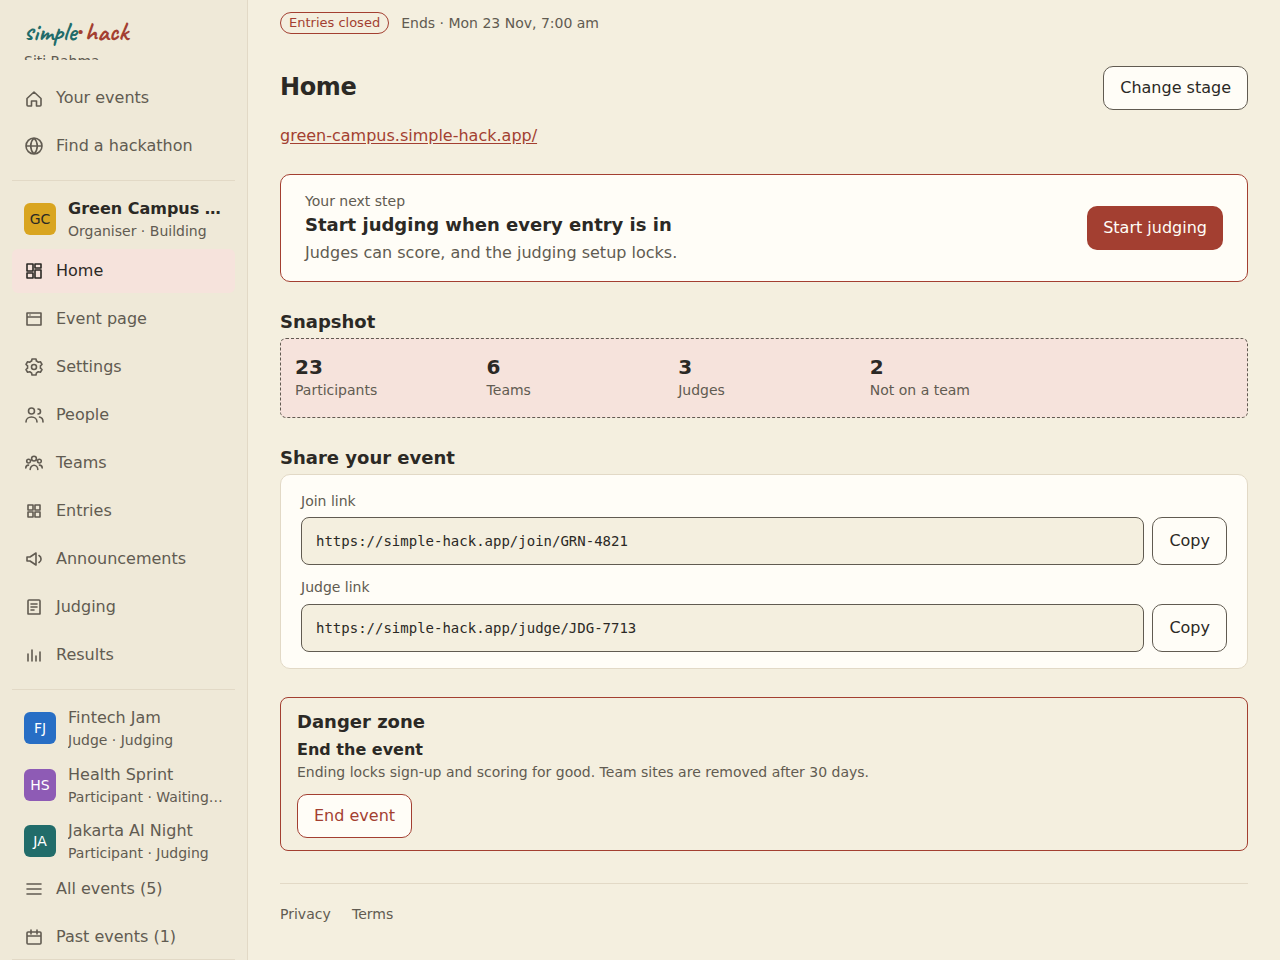 simple·hack
Siti Rahma
Your events
Find a hackathon
GC
Green Campus …
Organiser · Building
Home
Event page
Settings
People
Teams
Entries
Announcements
Judging
Results
FJ
Fintech Jam
Judge · Judging
HS
Health Sprint
Participant · Waiting…
JA
Jakarta AI Night
Participant · Judging
All events (5)
Past events (1)
Entries closed
Ends · Mon 23 Nov, 7:00 am
Home
Change stage
green-campus.simple-hack.app/
Your next step
Start judging when every entry is in
Judges can score, and the judging setup locks.
Start judging
Snapshot
23
Participants
6
Teams
3
Judges
2
Not on a team
Share your event
Join link
https://simple-hack.app/join/GRN-4821
Copy
Judge link
https://simple-hack.app/judge/JDG-7713
Copy
Danger zone
End the event
Ending locks sign-up and scoring for good. Team sites are removed after 30 days.
End event
Privacy
Terms